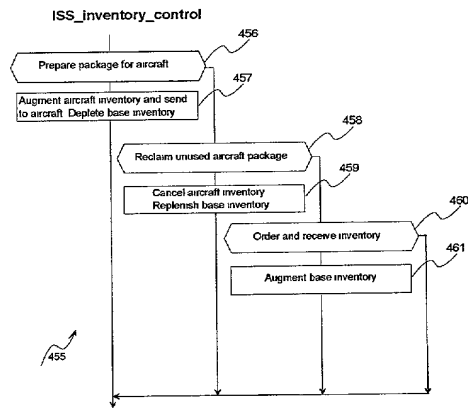 ISS_inventory_control
456
Prepare package for aircraft
457
Augment aircraft inventory and send
to aircraft Deplete base inventory
458
Reclaim unused aircraft package
459
Cancel aircraft inventory
Replenish base inventory
460
Order and receive inventory
461
Augment base inventory
455